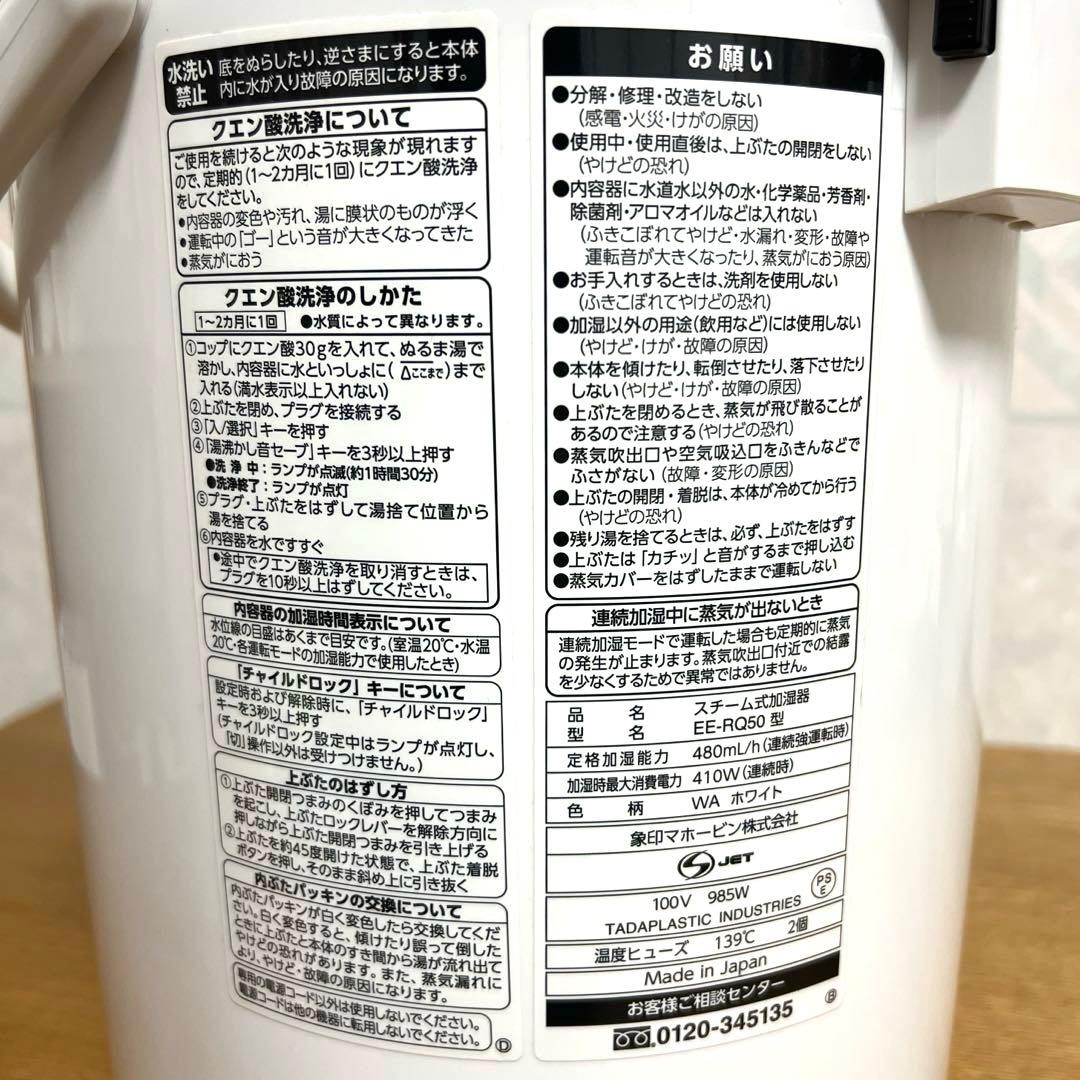 水洗い
禁止
底をぬらしたり、逆さまにすると本体
内に水が入り故障の原因になります。
クエン酸洗浄について
ご使用を続けると次のような現象が現れます
ので、定期的(1〜2カ月に1回)にクエン酸洗浄
をしてください。
●内容器の変色や汚れ、湯に膜状のものが浮く
●運転中の「ゴー」という音が大きくなってきた
●蒸気がにおう
クエン酸洗浄のしかた
1〜2カ月に1回 ●水質によって異なります。
①コップにクエン酸30gを入れて、ぬるま湯で
溶かし、内容器に水といっしょに(△ここまで)まで
入れる(満水表示以上入れない)
②上ぶたを閉め、プラグを接続する
③「入/選択」キーを押す
④「湯沸かし音セーブ」キーを3秒以上押す
●洗浄中:ランプが点滅(約1時間30分)
●洗浄終了:ランプが点灯
⑤プラグ・上ぶたをはずして湯捨て位置から
湯を捨てる
⑥内容器を水ですすぐ
●途中でクエン酸洗浄を取り消すときは、
プラグを10秒以上はずしてください。
内容器の加湿時間表示について
水位線の目盛はあくまで目安です。(室温20℃・水温
20℃・各運転モードの加湿能力で使用したとき)
「チャイルドロック」キーについて
設定時および解除時に、「チャイルドロック」
キーを3秒以上押す
(チャイルドロック設定中はランプが点灯し、
「切」操作以外は受けつけません。)
上ぶたのはずし方
①上ぶた開閉つまみのくぼみを押してつまみ
を起こし、上ぶたロックレバーを解除方向に
押しながら上ぶた開閉つまみを引き上げる
②上ぶたを約45度開けた状態で、上ぶた着脱
ボタンを押し、そのまま斜め上に引き抜く
内ぶたパッキンの交換について
内ぶたパッキンが白く変色したら交換してくだ
さい。白く変色すると、傾けたり誤って倒した
ときに上ぶたと本体のすき間から湯が流れ出て
やけどの恐れがあります。また、蒸気漏れに
より、やけど・故障の原因になります。
専用の電源コード以外は使用しないでください。
電源コードは他の機器に転用しないでください。
D
お願い
●分解・修理・改造をしない
(感電・火災・けがの原因)
●使用中・使用直後は、上ぶたの開閉をしない
(やけどの恐れ)
●内容器に水道水以外の水・化学薬品・芳香剤・
除菌剤・アロマオイルなどは入れない
(ふきこぼれてやけど・水漏れ・変形・故障や
運転音が大きくなったり、蒸気がにおう原因)
●お手入れするときは、洗剤を使用しない
(ふきこぼれてやけどの恐れ)
●加湿以外の用途(飲用など)には使用しない
(やけど・けが・故障の原因)
●本体を傾けたり、転倒させたり、落下させたり
しない(やけど・けが・故障の原因)
●上ぶたを閉めるとき、蒸気が飛び散ることが
あるので注意する(やけどの恐れ)
●蒸気吹出口や空気吸込口をふきんなどで
ふさがない(故障・変形の原因)
●上ぶたの開閉・着脱は、本体が冷めてから行う
(やけどの恐れ)
●残り湯を捨てるときは、必ず、上ぶたをはずす
●上ぶたは「カチッ」と音がするまで押し込む
●蒸気カバーをはずしたままで運転しない
連続加湿中に蒸気が出ないとき
連続加湿モードで運転した場合も定期的に蒸気
の発生が止まります。蒸気吹出口付近での結露
を少なくするためで異常ではありません。
品名 スチーム式加湿器
型名 EE-RQ50型
定格加湿能力 480mL/h(連続強運転時)
加湿時最大消費電力 410W(連続時)
色柄 WA ホワイト
象印マホービン株式会社
S JET
PS
E
100V 985W
TADAPLASTIC INDUSTRIES
温度ヒューズ 139℃ 2個
Made in Japan
お客様ご相談センター
0120-345135
B